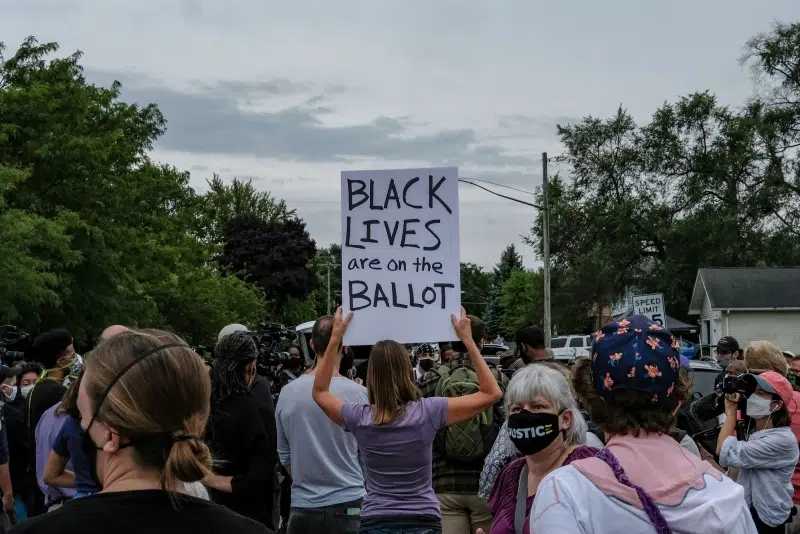 BLACK
LIVES
are on the
BALLOT
SPEED
LIMIT
JUSTICE